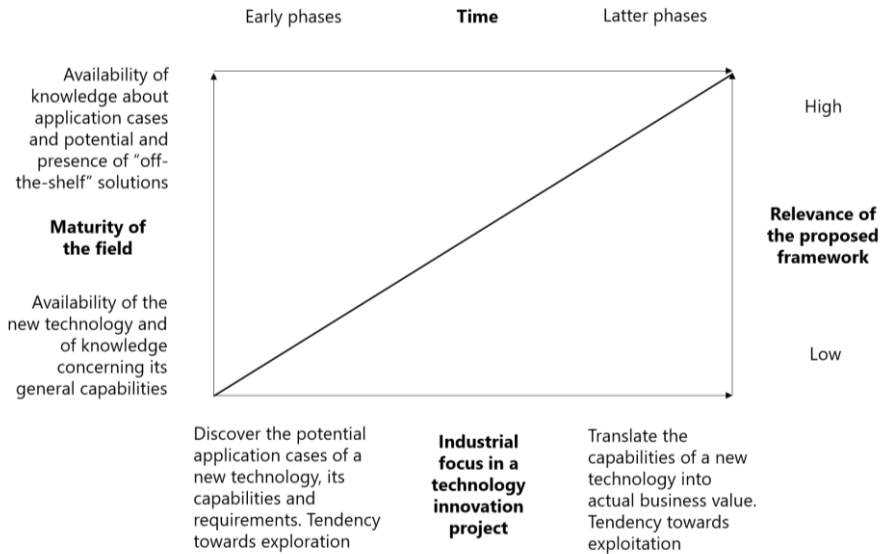 Early phases
Time
Latter phases
Availability of
knowledge about
application cases
and potential and
presence of "off-
the-shelf" solutions
High
Maturity of
the field
Relevance of
the proposed
framework
Availability of the
new technology and
of knowledge
concerning its
general capabilities
Low
Discover the potential
application cases of a
new technology, its
capabilities and
requirements. Tendency
towards exploration
Industrial
focus in a
technology
innovation
project
Translate the
capabilities of a new
technology into
actual business value.
Tendency towards
exploitation